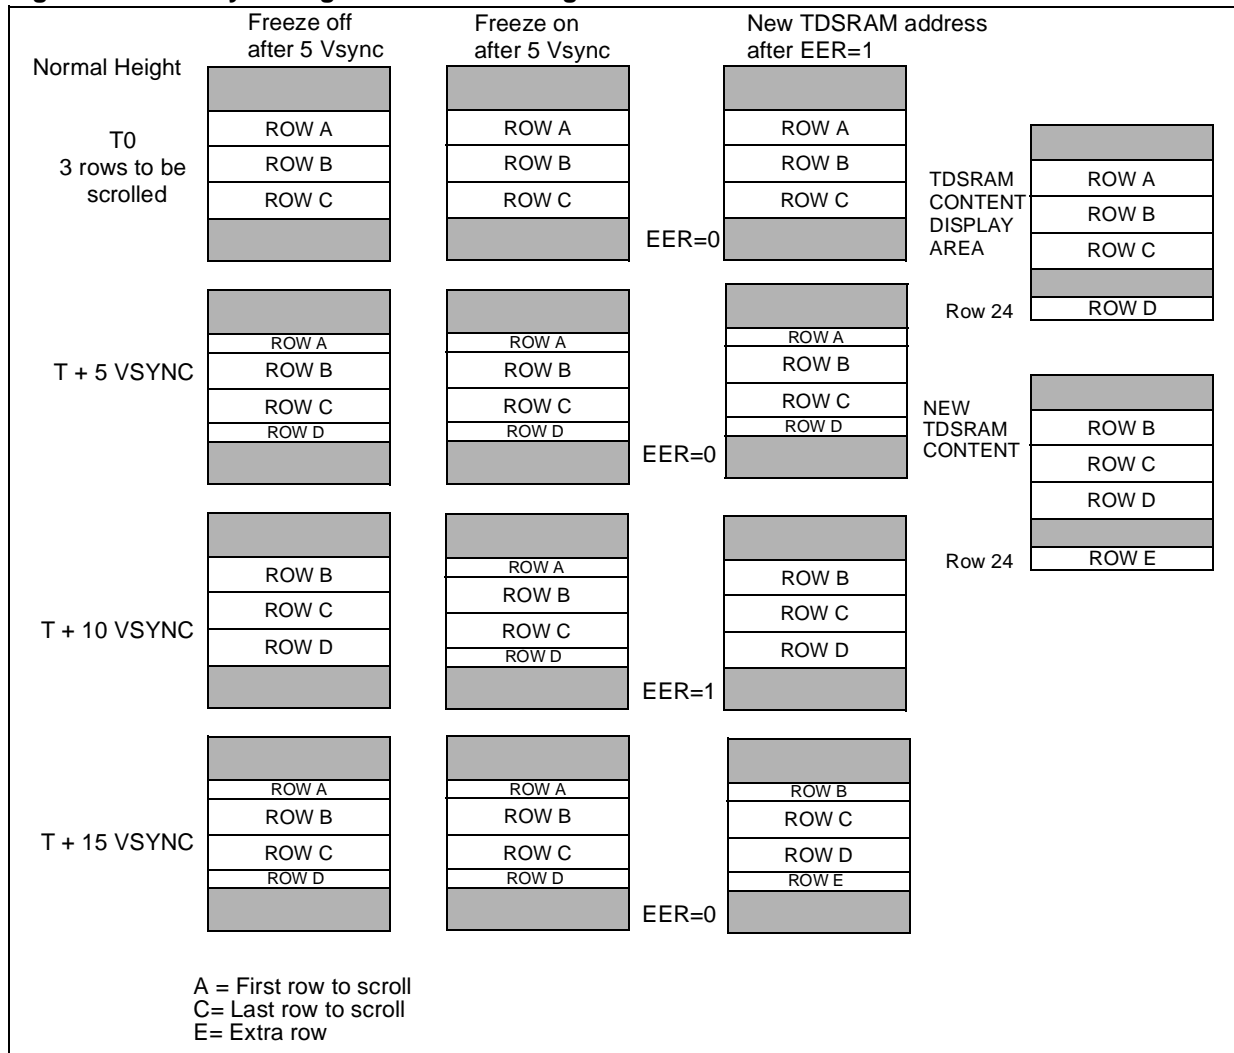 Freeze off
after 5 Vsync
Freeze on
after 5 Vsync
New TDSRAM address
after EER=1
Normal Height
T0
3 rows to be
scrolled
ROW A
ROW B
ROW C
ROW A
ROW B
ROW C
EER=0
ROW A
ROW B
ROW C
TDSRAM
CONTENT
DISPLAY
AREA
ROW A
ROW B
ROW C
Row 24
ROW D
T + 5 VSYNC
ROW A
ROW B
ROW C
ROW D
ROW A
ROW B
ROW C
ROW D
EER=0
ROW A
ROW B
ROW C
ROW D
NEW
TDSRAM
CONTENT
ROW B
ROW C
ROW D
Row 24
ROW E
T + 10 VSYNC
ROW B
ROW C
ROW D
ROW A
ROW B
ROW C
ROW D
EER=1
ROW B
ROW C
ROW D
T + 15 VSYNC
ROW A
ROW B
ROW C
ROW D
ROW A
ROW B
ROW C
ROW D
EER=0
ROW B
ROW C
ROW D
ROW E
A = First row to scroll
C= Last row to scroll
E= Extra row